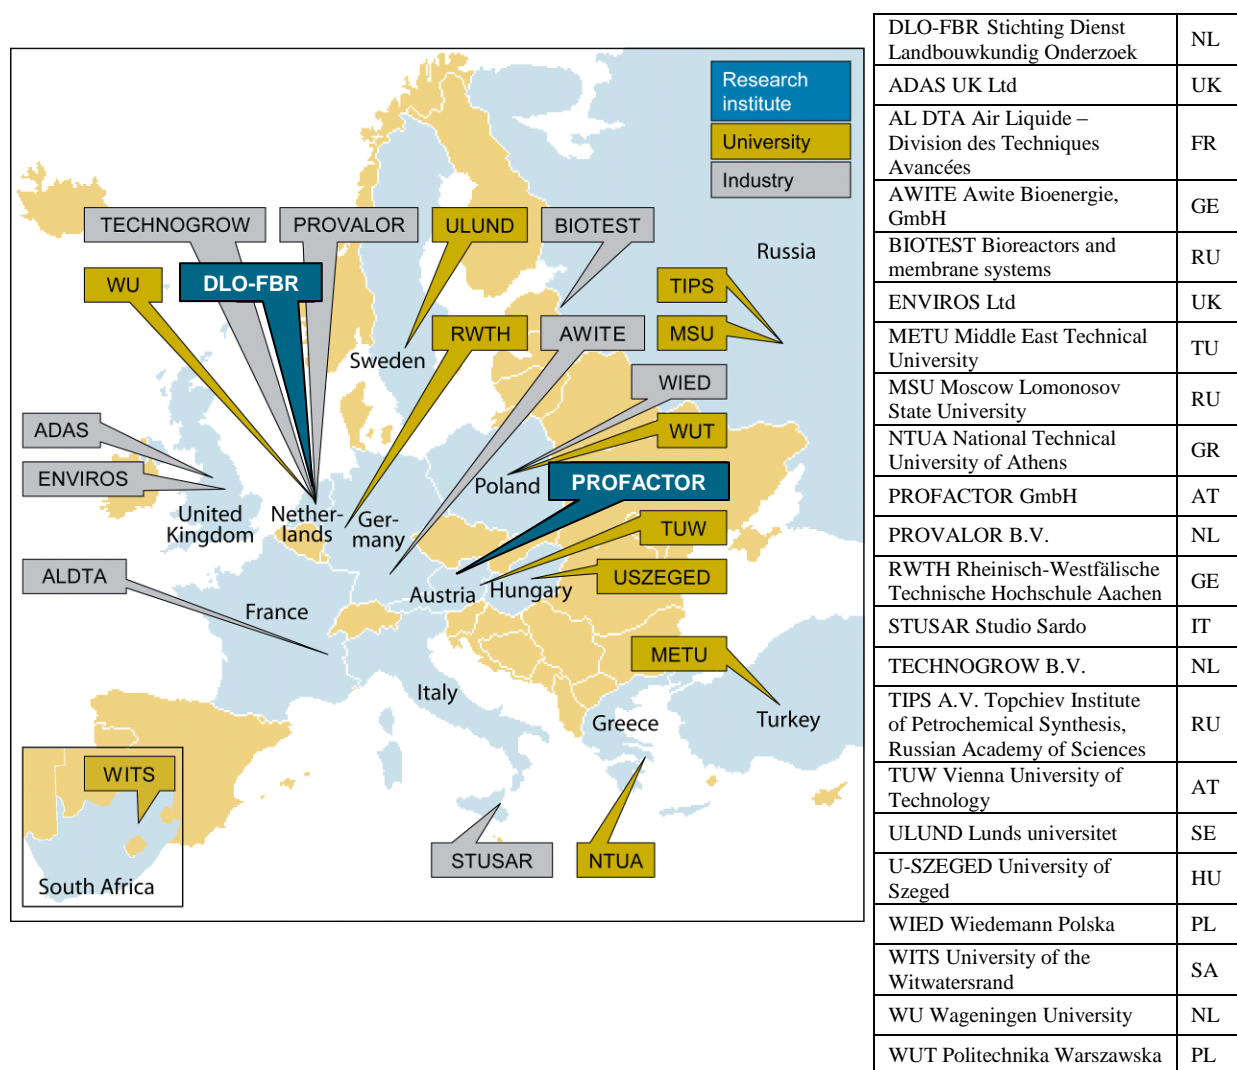 Research
institute
University
Industry
TECHNOGROW
PROVALOR
ULUND
BIOTEST
Russia
WU
DLO-FBR
TIPS
RWTH
AWITE
MSU
Sweden
WIED
ADAS
WUT
ENVIROS
PROFACTOR
Poland
United
Kingdom
Nether-
lands
Ger-
many
TUW
ALDTA
USZEGED
Austria
Hungary
France
METU
Italy
Greece
Turkey
WITS
South Africa
STUSAR
NTUA
DLO-FBR Stichting Dienst
Landbouwkundig Onderzoek
NL
ADAS UK Ltd
UK
AL DTA Air Liquide –
Division des Techniques
Avancées
FR
AWITE Awite Bioenergie,
GmbH
GE
BIOTEST Bioreactors and
membrane systems
RU
ENVIROS Ltd
UK
METU Middle East Technical
University
TU
MSU Moscow Lomonosov
State University
RU
NTUA National Technical
University of Athens
GR
PROFACTOR GmbH
AT
PROVALOR B.V.
NL
RWTH Rheinisch-Westfälische
Technische Hochschule Aachen
GE
STUSAR Studio Sardo
IT
TECHNOGROW B.V.
NL
TIPS A.V. Topchiev Institute
of Petrochemical Synthesis,
Russian Academy of Sciences
RU
TUW Vienna University of
Technology
AT
ULUND Lunds universitet
SE
U-SZEGED University of
Szeged
HU
WIED Wiedemann Polska
PL
WITS University of the
Witwatersrand
SA
WU Wageningen University
NL
WUT Politechnika Warszawska
PL